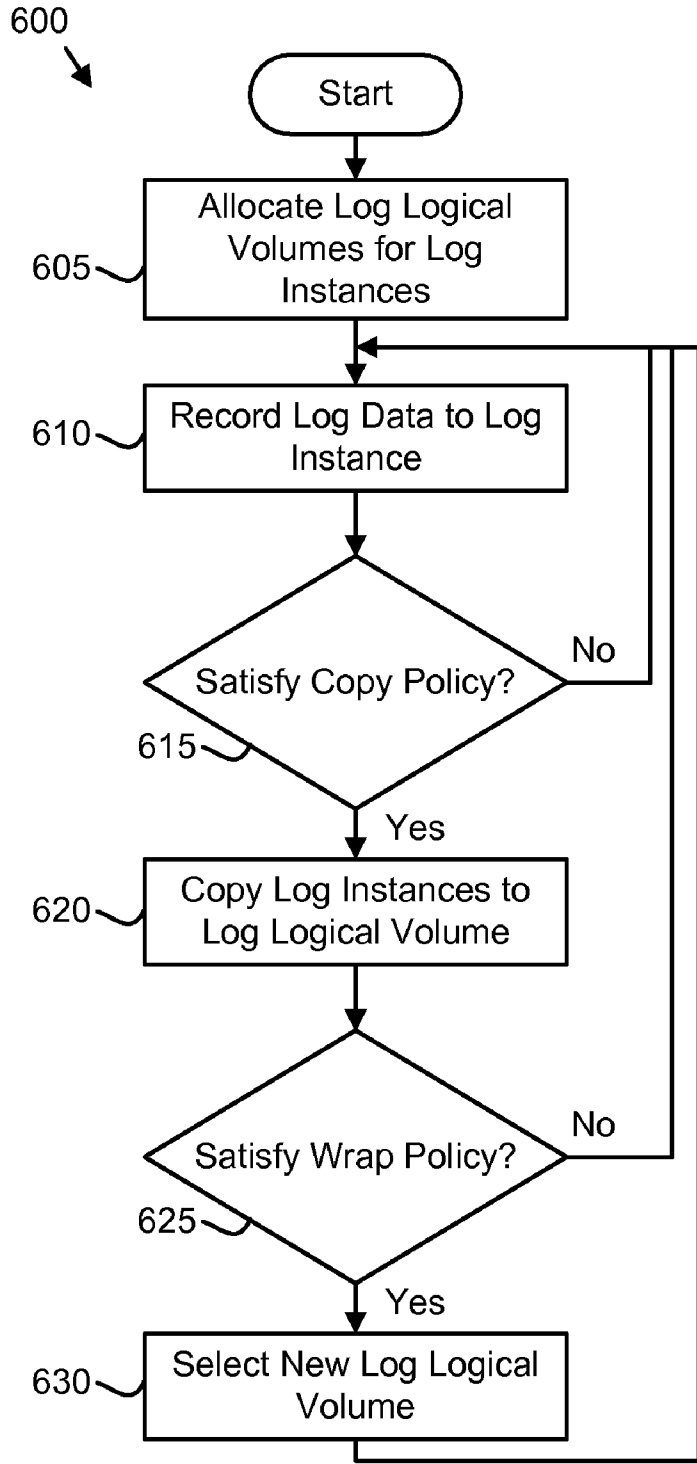 600
Start
Allocate Log Logical
Volumes for Log
Instances
605
Record Log Data to Log
Instance
610
Satisfy Copy Policy?
No
615
Yes
Copy Log Instances to
Log Logical Volume
620
Satisfy Wrap Policy?
No
625
Yes
Select New Log Logical
Volume
630